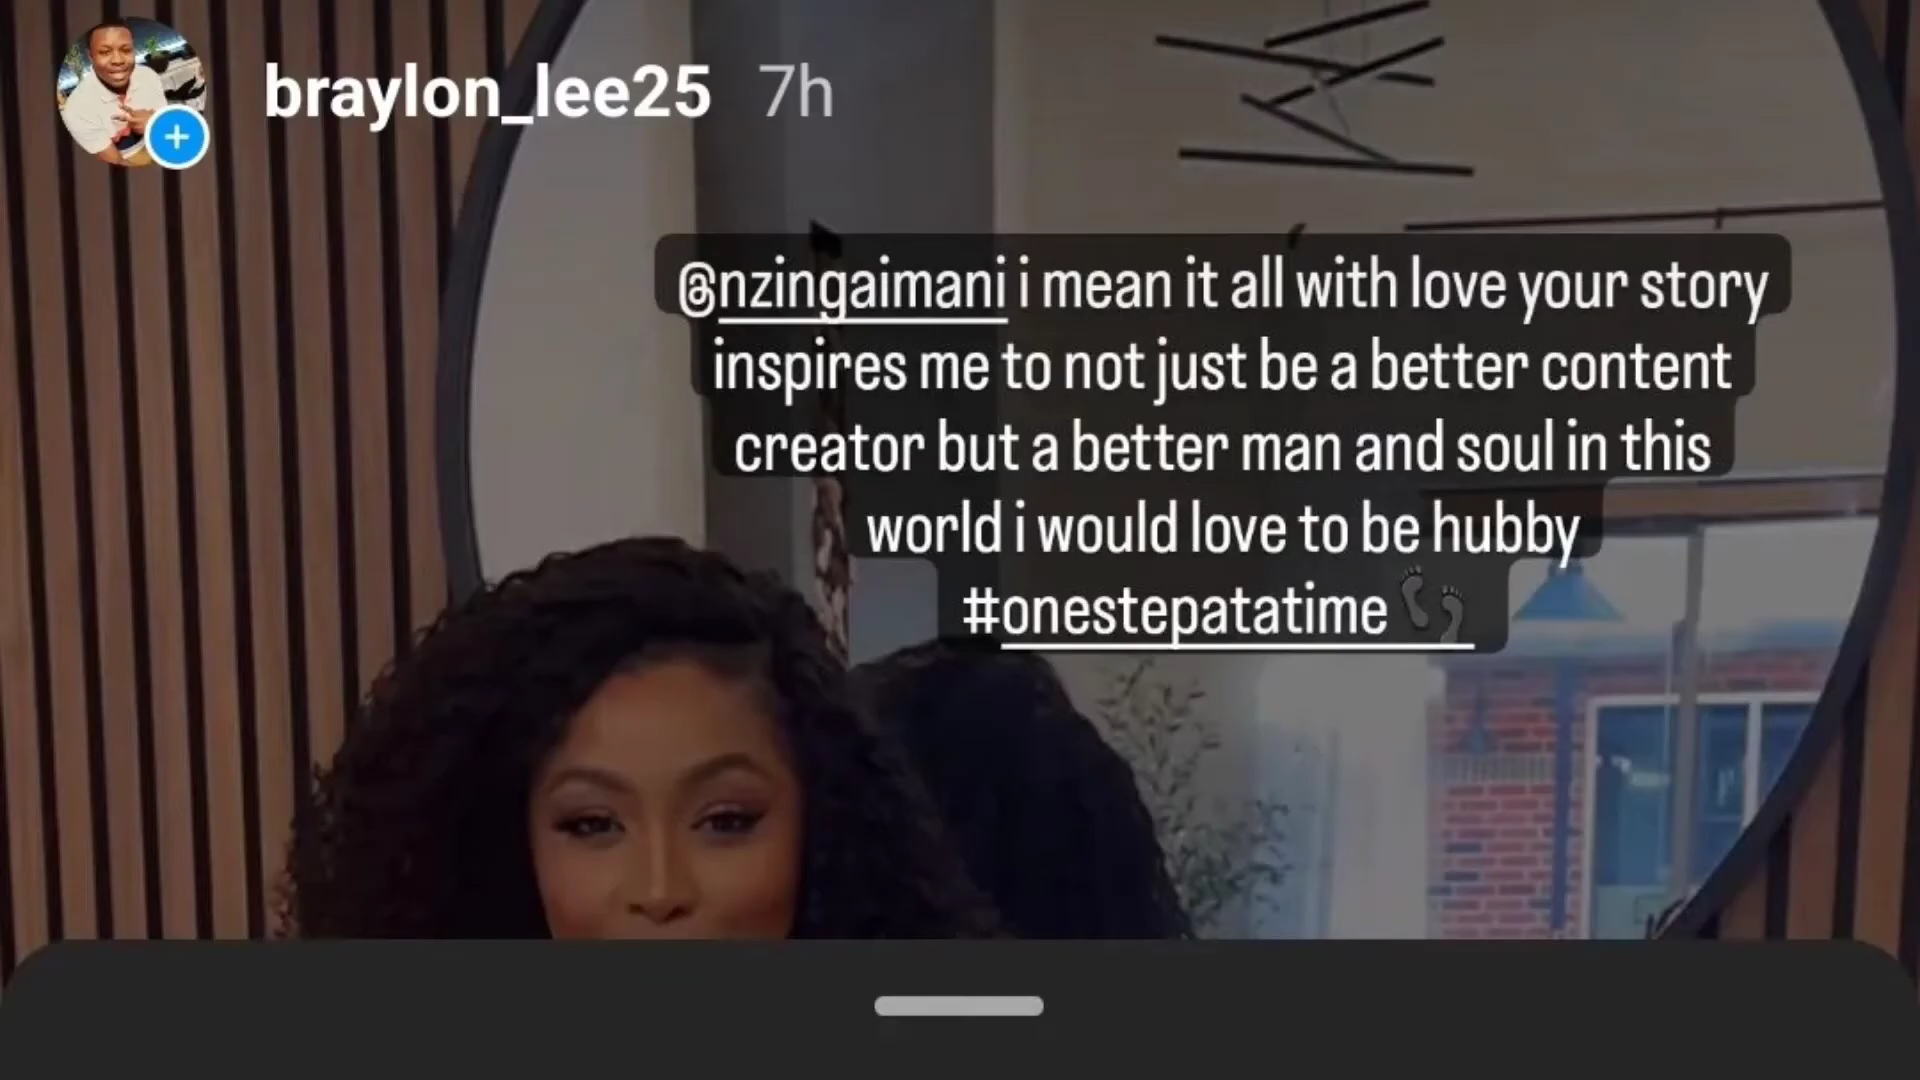 braylon_lee25 7h
@nzingaimani i mean it all with love your story
inspires me to not just be a better content
creator but a better man and soul in this
world i would love to be hubby
#onestepatatime👣